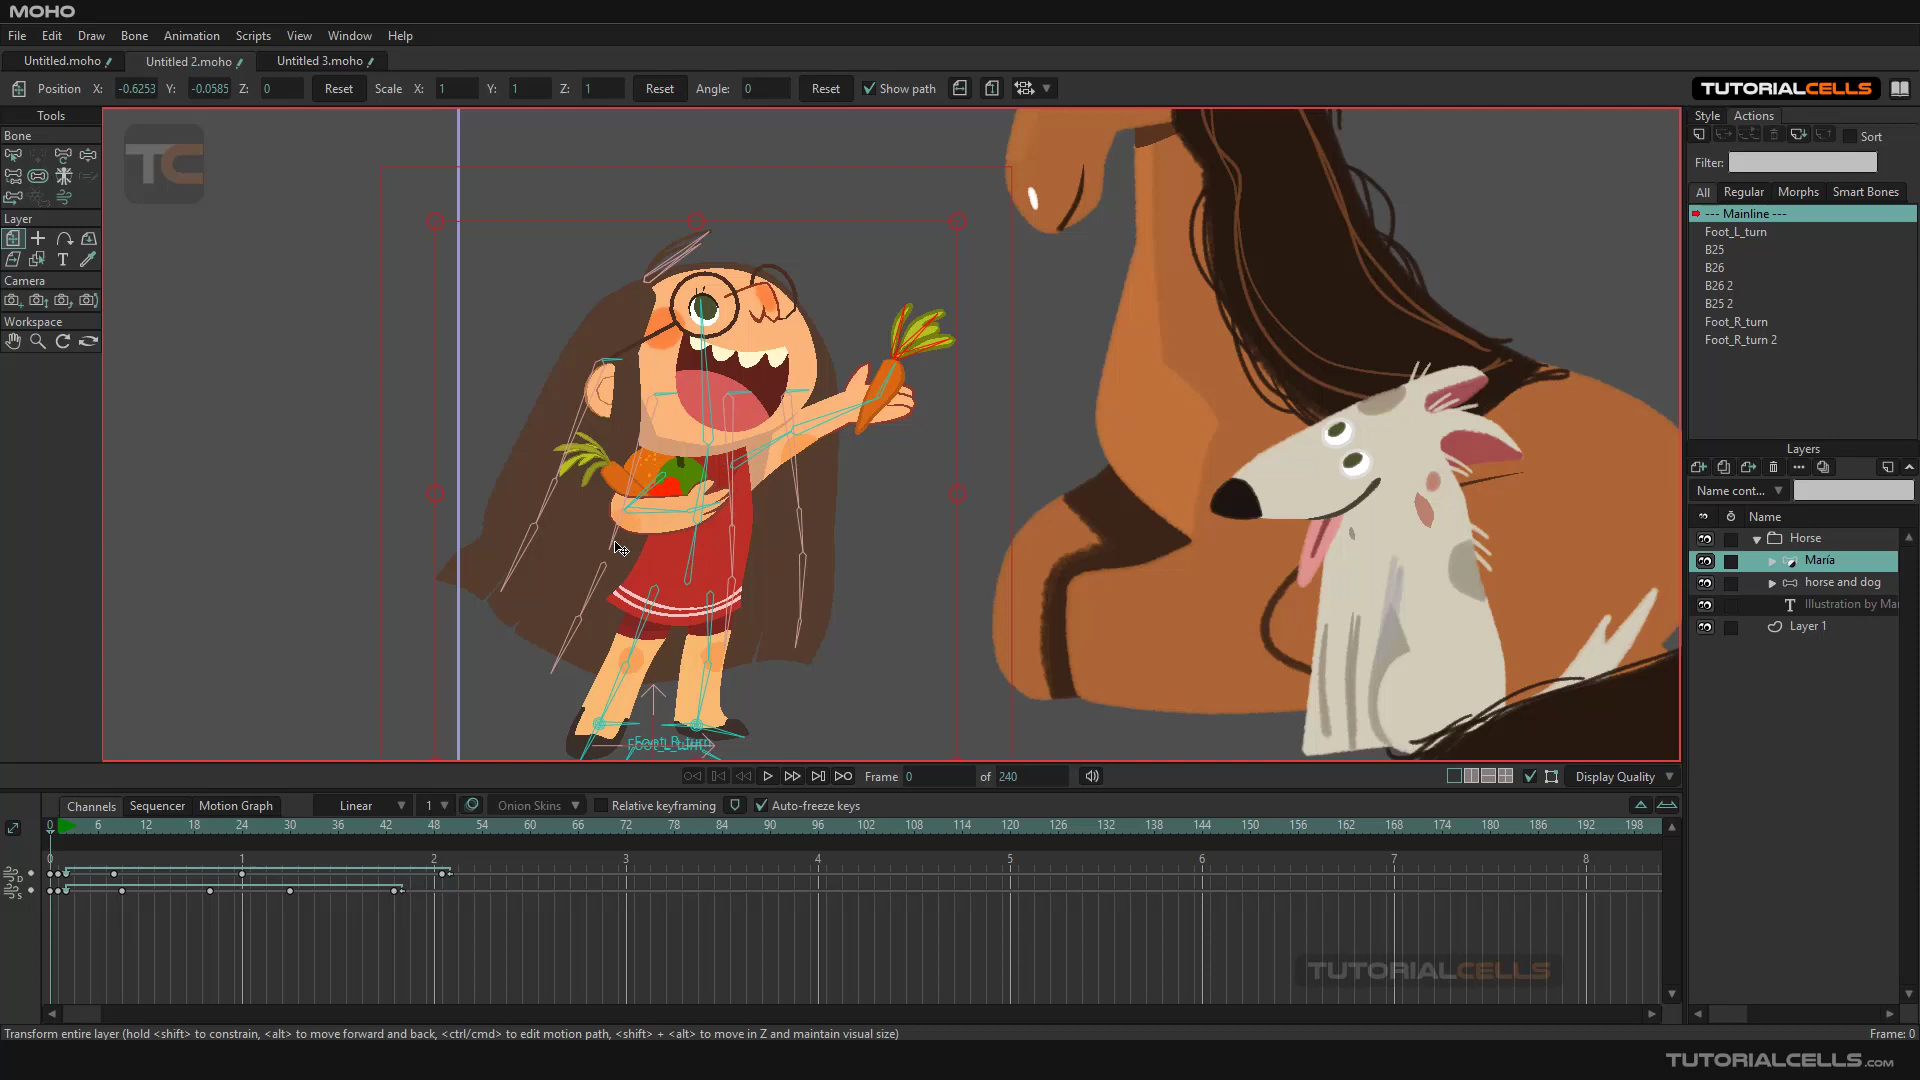 MOHO
File Edit Draw Bone Animation Scripts View Window Help
Untitled.moho Untitled 2.moho Untitled 3.moho
Position X: -0.6253 Y: -0.0585 Z: 0 Reset Scale X: 1 Y: 1 Z: 1 Reset Angle: 0 Reset Show path
TUTORIALCELLS
Tools
Bone
Layer
T
Camera
Workspace
TC
Foot_R_turn
Style Actions
Sort
Filter:
All Regular Morphs Smart Bones
--- Mainline ---
Foot_L_turn
B25
B26
B26 2
B25 2
Foot_R_turn
Foot_R_turn 2
Layers
Name cont...
Name
Horse
María
horse and dog
T Illustration by Mar
Layer 1
Frame 0 of 240 Display Quality
Channels Sequencer Motion Graph Linear 1 Onion Skins Relative keyframing Auto-freeze keys
0 6 12 18 24 30 36 42 48 54 60 66 72 78 84 90 96 102 108 114 120 126 132 138 144 150 156 162 168 174 180 186 192 198
0 1 2 3 4 5 6 7 8
D
S
TUTORIALCELLS
Transform entire layer (hold <shift> to constrain, <alt> to move forward and back, <ctrl/cmd> to edit motion path, <shift> + <alt> to move in Z and maintain visual size)
Frame: 0
TUTORIALCELLS.COM